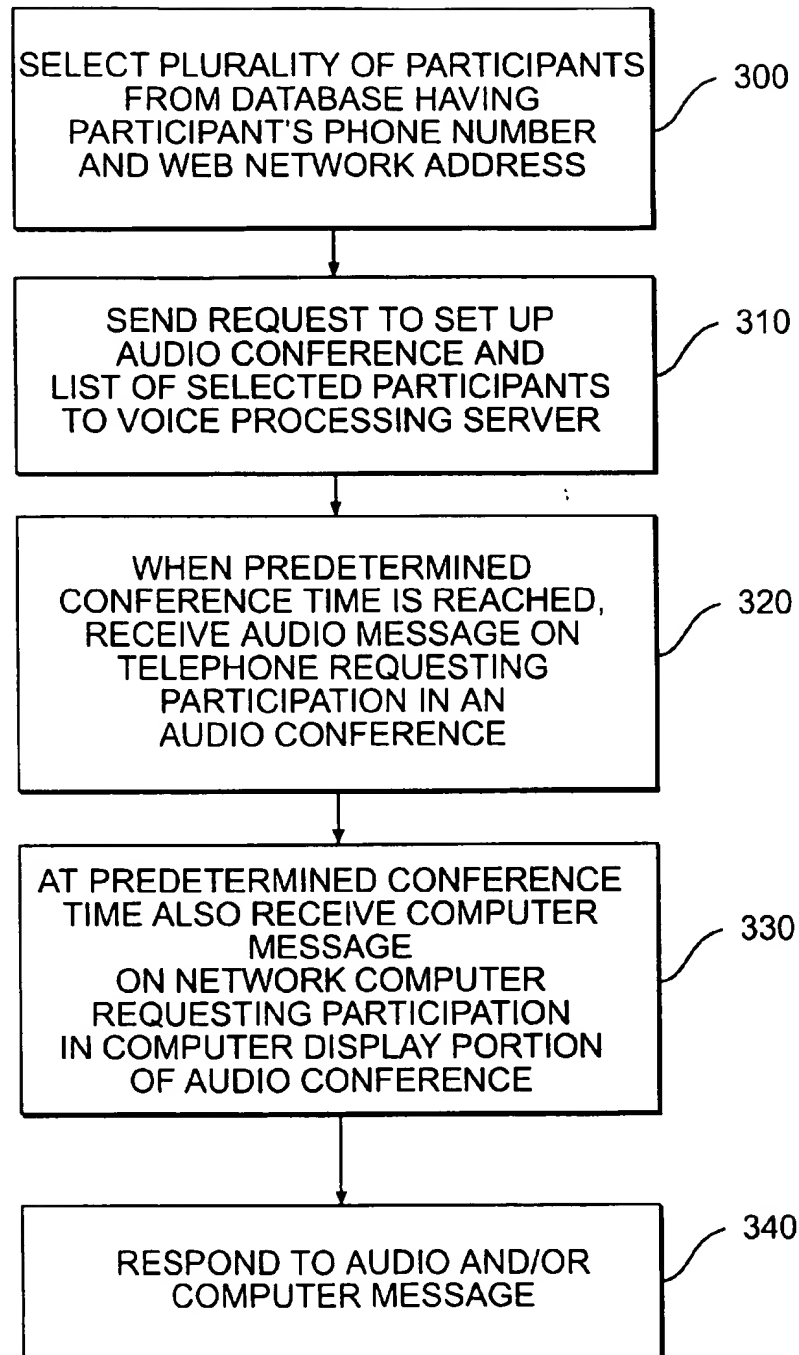 SELECT PLURALITY OF PARTICIPANTS
FROM DATABASE HAVING
PARTICIPANT'S PHONE NUMBER
AND WEB NETWORK ADDRESS
300
SEND REQUEST TO SET UP
AUDIO CONFERENCE AND
LIST OF SELECTED PARTICIPANTS
TO VOICE PROCESSING SERVER
310
WHEN PREDETERMINED
CONFERENCE TIME IS REACHED,
RECEIVE AUDIO MESSAGE ON
TELEPHONE REQUESTING
PARTICIPATION IN AN
AUDIO CONFERENCE
320
AT PREDETERMINED CONFERENCE
TIME ALSO RECEIVE COMPUTER
MESSAGE
ON NETWORK COMPUTER
REQUESTING PARTICIPATION
IN COMPUTER DISPLAY PORTION
OF AUDIO CONFERENCE
330
RESPOND TO AUDIO AND/OR
COMPUTER MESSAGE
340